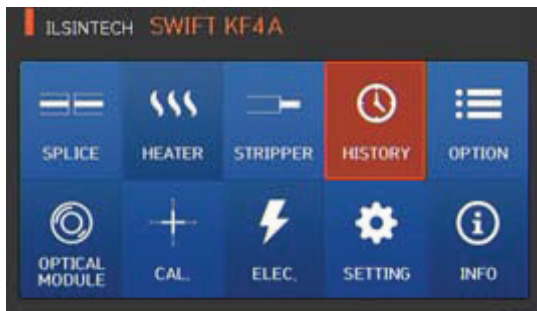 ILSINTECH SWIFT KF4A
SPLICE
HEATER
STRIPPER
HISTORY
OPTION
OPTICAL
MODULE
CAL.
ELEC.
SETTING
INFO